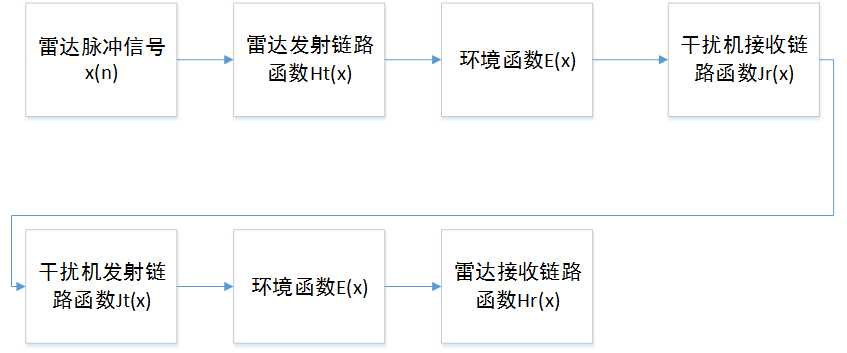 雷达脉冲信号
x(n)
雷达发射链路
函数Ht(x)
环境函数E(x)
干扰机接收链
路函数Jr(x)
干扰机发射链
路函数Jt(x)
环境函数E(x)
雷达接收链路
函数Hr(x)